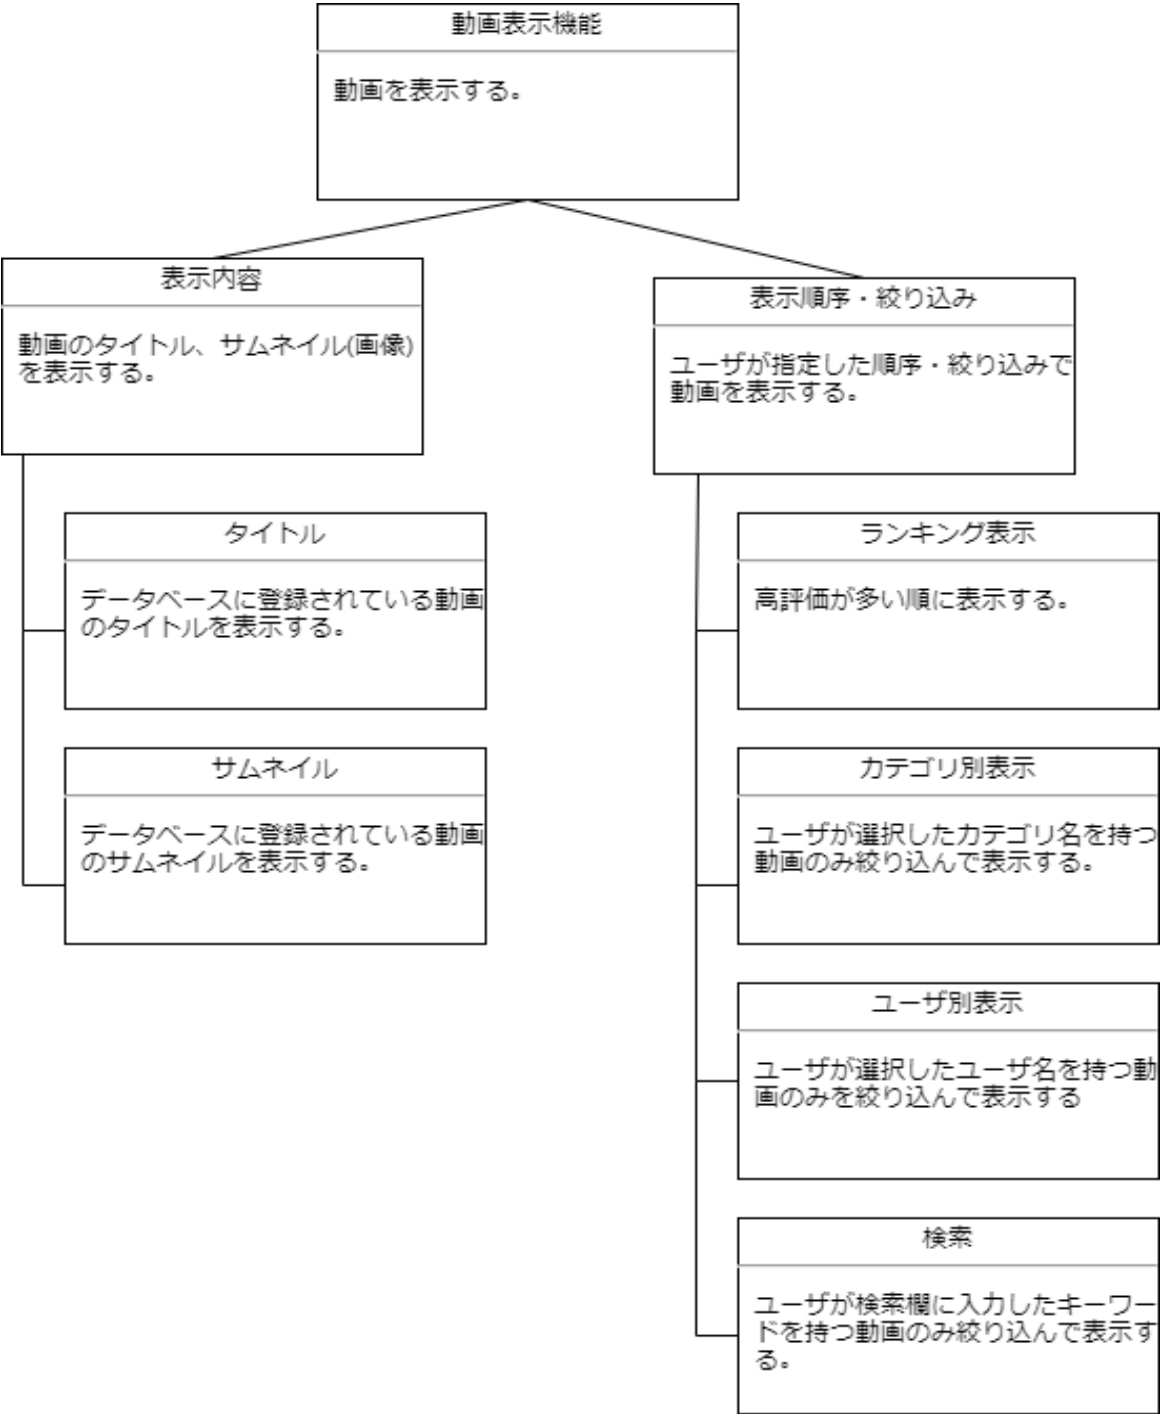 動画表示機能
動画を表示する。
表示内容
動画のタイトル、サムネイル(画像)
を表示する。
表示順序・絞り込み
ユーザが指定した順序・絞り込みで
動画を表示する。
タイトル
データベースに登録されている動画
のタイトルを表示する。
サムネイル
データベースに登録されている動画
のサムネイルを表示する。
ランキング表示
高評価が多い順に表示する。
カテゴリ別表示
ユーザが選択したカテゴリ名を持つ
動画のみ絞り込んで表示する。
ユーザ別表示
ユーザが選択したユーザ名を持つ動
画のみを絞り込んで表示する
検索
ユーザが検索欄に入力したキーワー
ドを持つ動画のみ絞り込んで表示す
る。